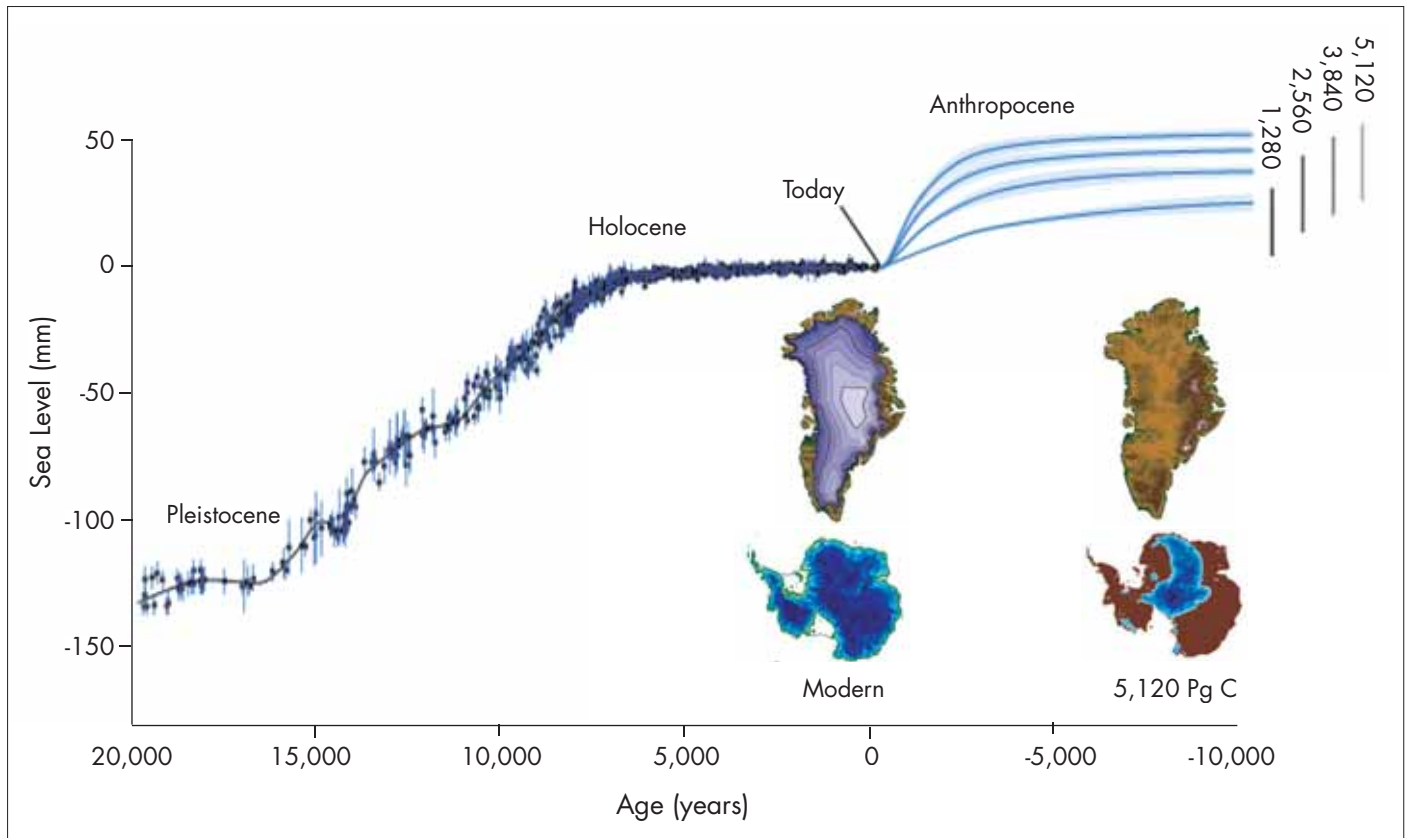 5,120
3,840
2,560
1,280
Anthropocene
50
Today
Holocene
0
Sea Level (mm)
-50
Pleistocene
-100
-150
Modern
5,120 Pg C
20,000
15,000
10,000
5,000
0
-5,000
-10,000
Age (years)